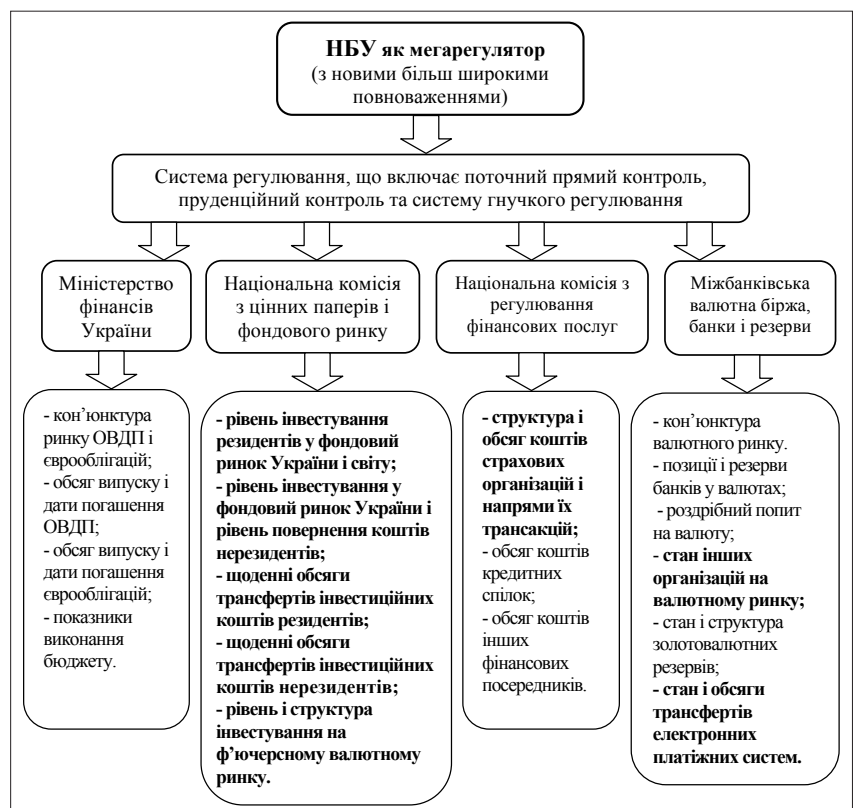 НБУ як мегарегулятор
(з новими більш широкими
повноваженнями)
Система регулювання, що включає поточний прямий контроль,
пруденційний контроль та систему гнучкого регулювання
Міністерство
фінансів
України
Національна комісія
з цінних паперів і
фондового ринку
Національна комісія з
регулювання
фінансових послуг
Міжбанківська
валютна біржа,
банки і резерви
- кон’юнктура
ринку ОВДП і
єврооблігацій;
- обсяг випуску і
дати погашення
ОВДП;
- обсяг випуску і
дати погашення
єврооблігацій;
- показники
виконання
бюджету.
- рівень інвестування
резидентів у фондовий
ринок України і світу;
- рівень інвестування у
фондовий ринок України і
рівень повернення коштів
нерезидентів;
- щоденні обсяги
трансфертів інвестиційних
коштів резидентів;
- щоденні обсяги
трансфертів інвестиційних
коштів нерезидентів;
- рівень і структура
інвестування на
ф’ючерсному валютному
ринку.
- структура і
обсяг коштів
страхових
організацій і
напрями їх
трансакцій;
- обсяг коштів
кредитних
спілок;
- обсяг коштів
інших
фінансових
посередників.
- кон’юнктура
валютного ринку.
- позиції і резерви
банків у валютах;
- роздрібний попит
на валюту;
- стан інших
організацій на
валютному ринку;
- стан і структура
золотовалютних
резервів;
- стан і обсяги
трансфертів
електронних
платіжних систем.